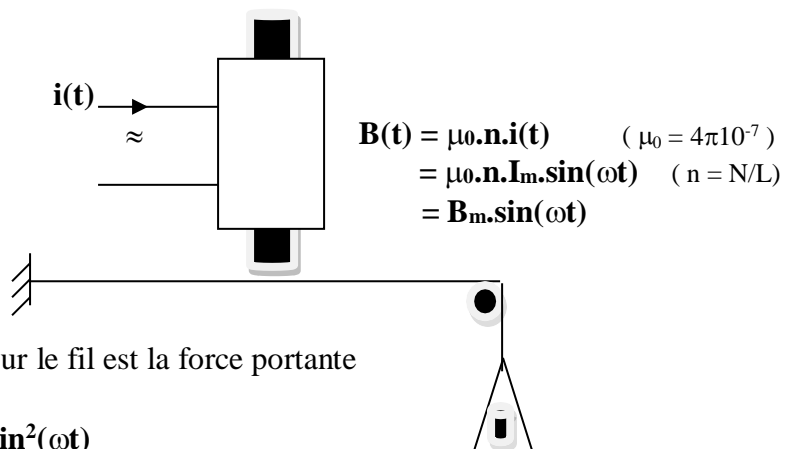 i(t)
≈
B(t) = μ₀.n.i(t) ( μ₀ = 4π10⁻⁷ )
= μ₀.n.Iₘ.sin(ωt) ( n = N/L)
= Bₘ.sin(ωt)
ur le fil est la force portante
in²(ωt)